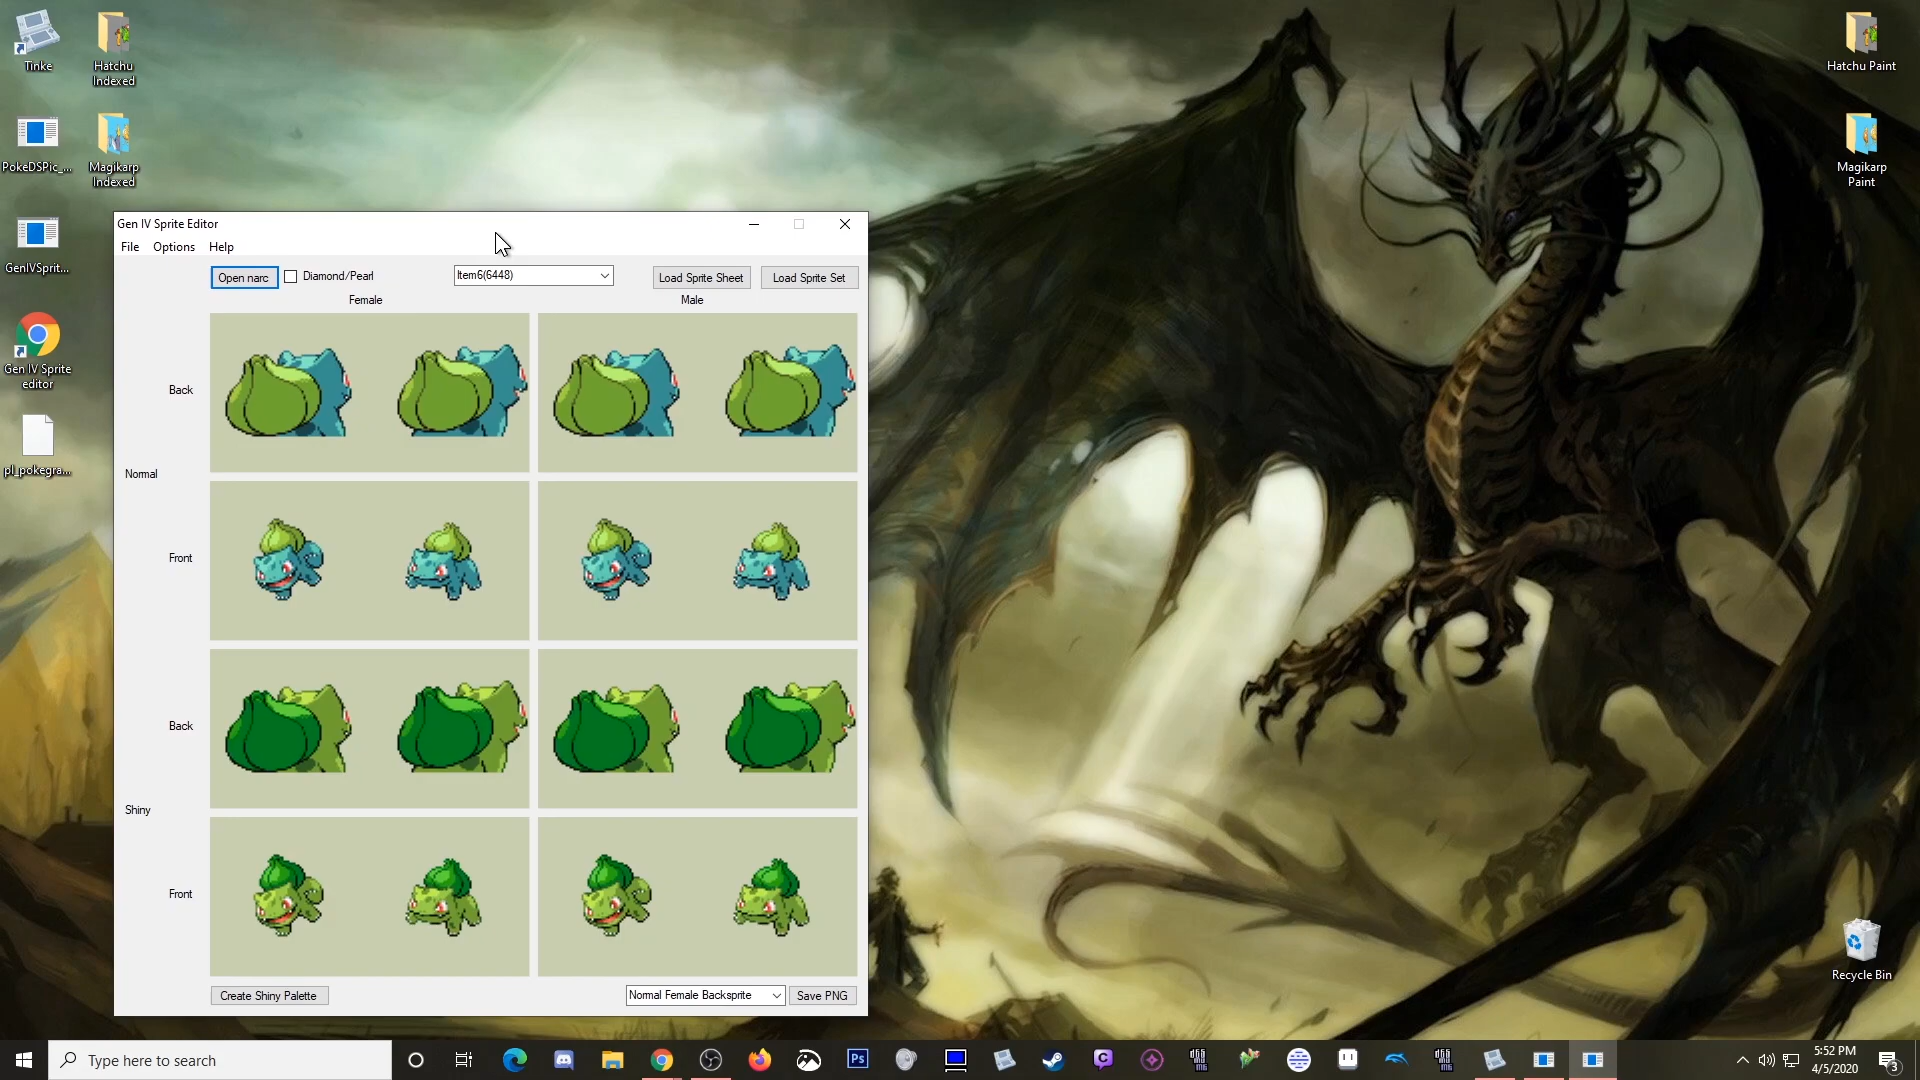 Tinke
Hatchu
Indexed
PokeDSPic_...
Magikarp
Indexed
GenIVSprit...
Gen IV Sprite
editor
pl_pokegra...
Hatchu Paint
Magikarp
Paint
Recycle Bin
Gen IV Sprite Editor
File Options Help
Open narc Diamond/Pearl Item6(6448) Load Sprite Sheet Load Sprite Set
Female Male
Back
Normal
Front
Back
Shiny
Front
Create Shiny Palette Normal Female Backsprite Save PNG
Type here to search
Ps
5:52 PM
4/5/2020
3